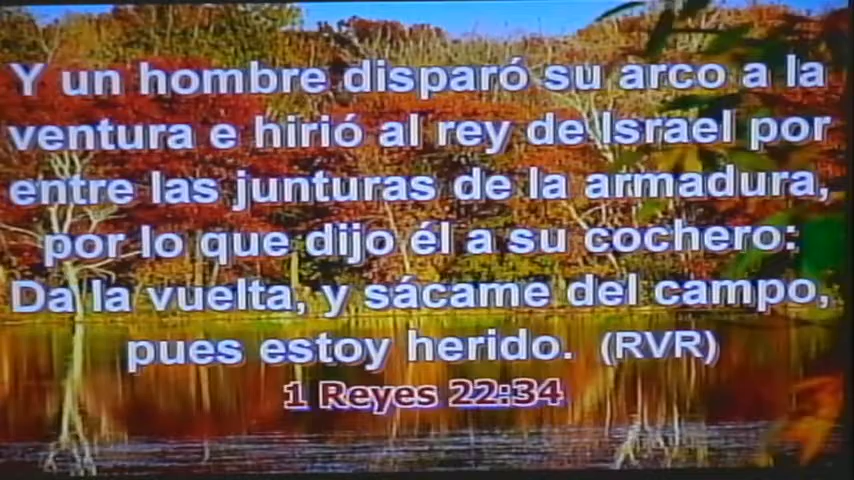 Y un hombre disparó su arco a la
ventura e hirió al rey de Israel por
entre las junturas de la armadura,
por lo que dijo él a su cochero:
Da la vuelta, y sácame del campo,
pues estoy herido. (RVR)
1 Reyes 22:34